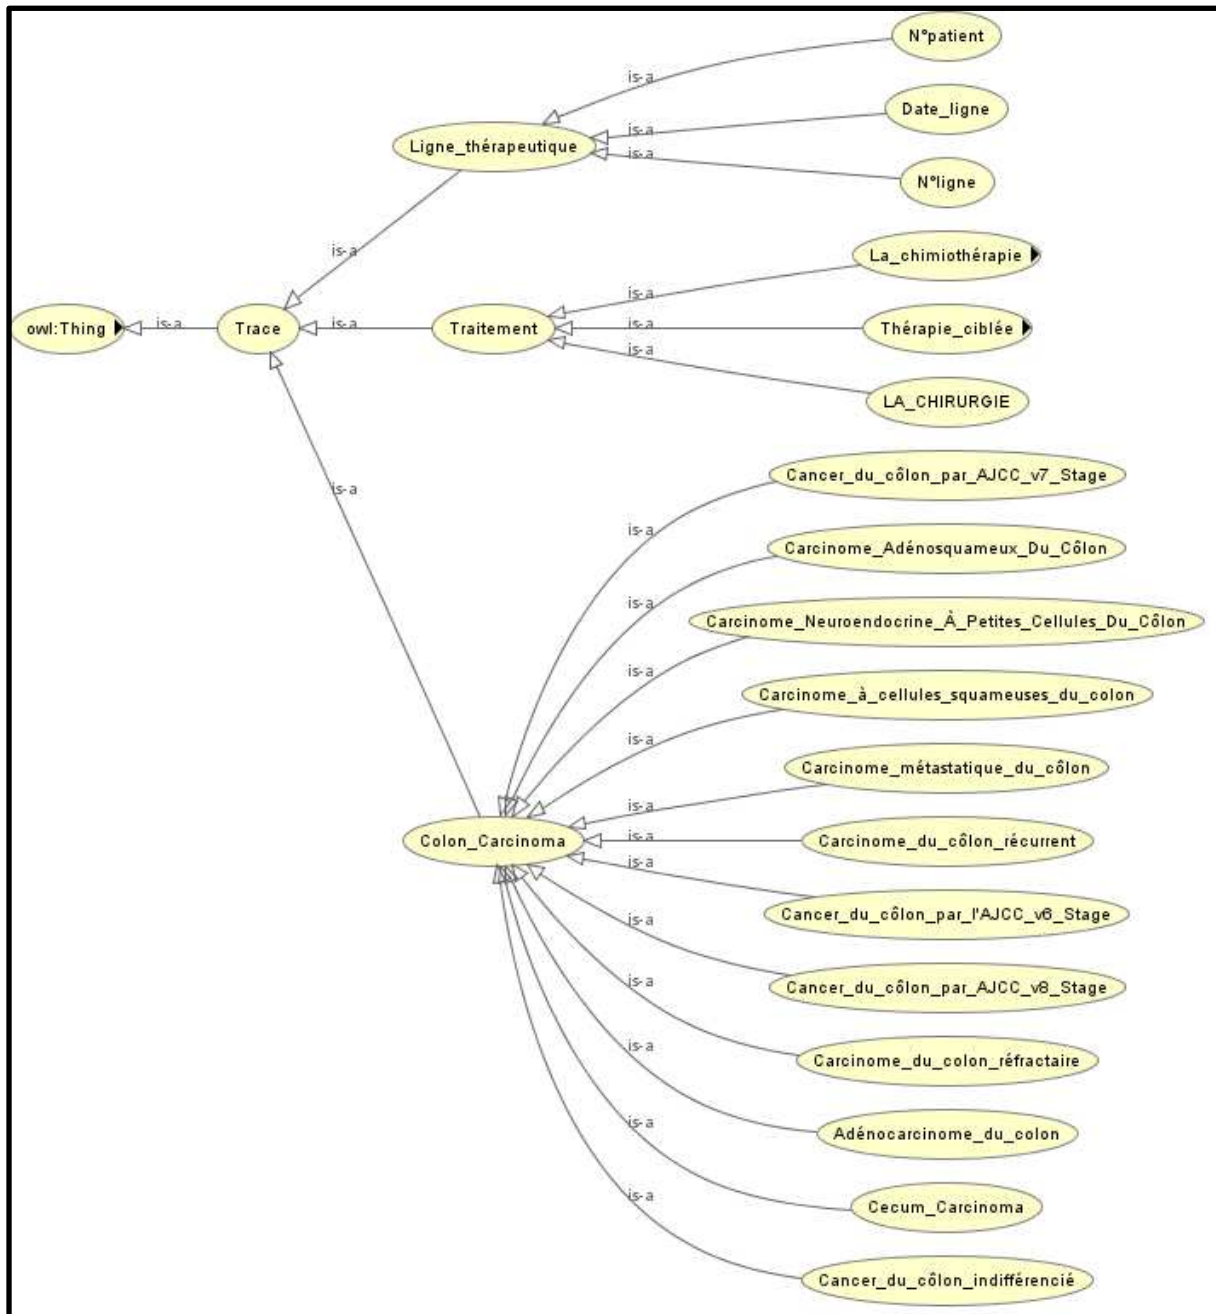 N°patient
is-a
Date_ligne
is-a
Ligne_thérapeutique
is-a
N°ligne
is-a
La_chimiothérapie
is-a
owl:Thing
is-a
Trace
is-a
Traitement
is-a
Thérapie_ciblée
is-a
LA_CHIRURGIE
is-a
Cancer_du_côlon_par_AJCC_v7_Stage
is-a
Carcinome_Adénosquameux_Du_Côlon
is-a
Carcinome_Neuroendocrine_À_Petites_Cellules_Du_Côlon
is-a
Carcinome_à_cellules_squameuses_du_colon
is-a
Carcinome_métastatique_du_côlon
is-a
Colon_Carcinoma
is-a
Carcinome_du_côlon_récurrent
is-a
Cancer_du_côlon_par_l'AJCC_v6_Stage
is-a
Cancer_du_côlon_par_AJCC_v8_Stage
is-a
Carcinome_du_colon_réfractaire
is-a
Adénocarcinome_du_colon
is-a
Cecum_Carcinoma
is-a
Cancer_du_côlon_indifférencié